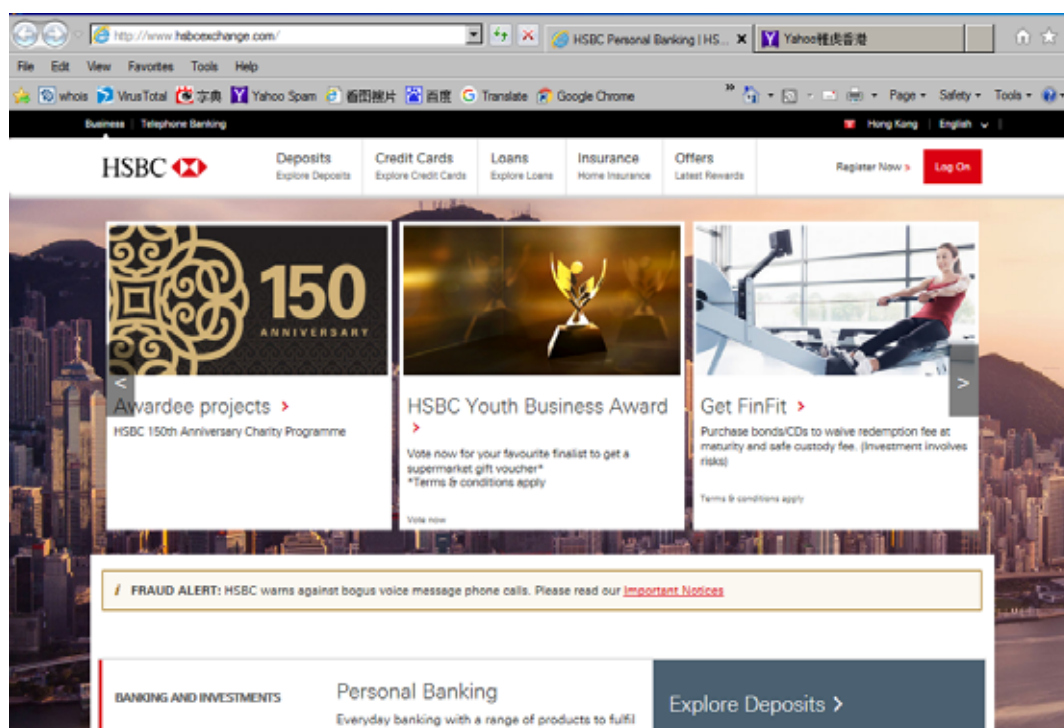 http://www.hsbcexchange.com/
HSBC Personal Banking | HS...
Yahoo雅虎香港
File Edit View Favorites Tools Help
whois VirusTotal 字典 Yahoo Spam 看图照片 百度 Translate Google Chrome
Page Safety Tools
Business | Telephone Banking
Hong Kong | English
HSBC
Deposits Credit Cards Loans Insurance Offers
Explore Deposits Explore Credit Cards Explore Loans Home Insurance Latest Rewards
Register Now >
Log On
150
ANNIVERSARY
<
>
Awardee projects >
HSBC 150th Anniversary Charity Programme
HSBC Youth Business Award
>
Vote now for your favourite finalist to get a
supermarket gift voucher*
*Terms & conditions apply
Vote now
Get FinFit >
Purchase bonds/CDs to waive redemption fee at
maturity and safe custody fee. (Investment involves
risks)
Terms & conditions apply
i FRAUD ALERT: HSBC warns against bogus voice message phone calls. Please read our Important Notices
BANKING AND INVESTMENTS
Personal Banking
Everyday banking with a range of products to fulfil
Explore Deposits >